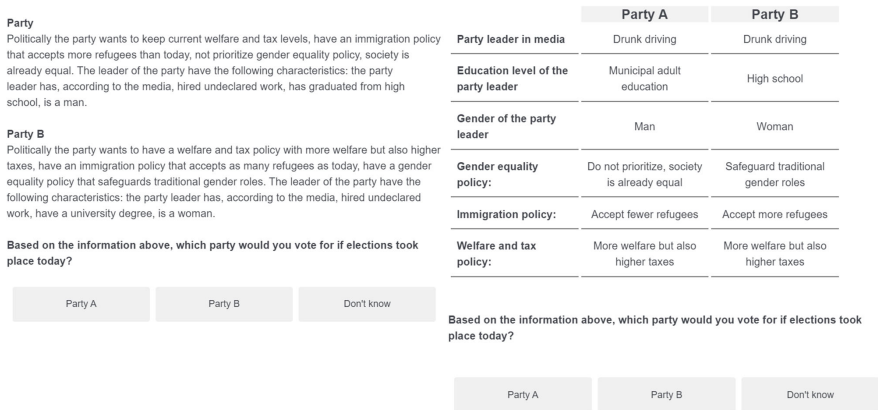 Party
Politically the party wants to keep current welfare and tax levels, have an immigration policy
that accepts more refugees than today, not prioritize gender equality policy, society is
already equal. The leader of the party have the following characteristics: the party
leader has, according to the media, hired undeclared work, has graduated from high
school, is a man.
Party B
Politically the party wants to have a welfare and tax policy with more welfare but also higher
taxes, have an immigration policy that accepts as many refugees as today, have a gender
equality policy that safeguards traditional gender roles. The leader of the party have the
following characteristics: the party leader has, according to the media, hired undeclared
work, have a university degree, is a woman.
Based on the information above, which party would you vote for if elections took
place today?
Party A Party B Don't know
Party A Party B
Party leader in media Drunk driving Drunk driving
Education level of the party leader Municipal adult education High school
Gender of the party leader Man Woman
Gender equality policy: Do not prioritize, society is already equal Safeguard traditional gender roles
Immigration policy: Accept fewer refugees Accept more refugees
Welfare and tax policy: More welfare but also higher taxes More welfare but also higher taxes
Based on the information above, which party would you vote for if elections took
place today?
Party A Party B Don't know